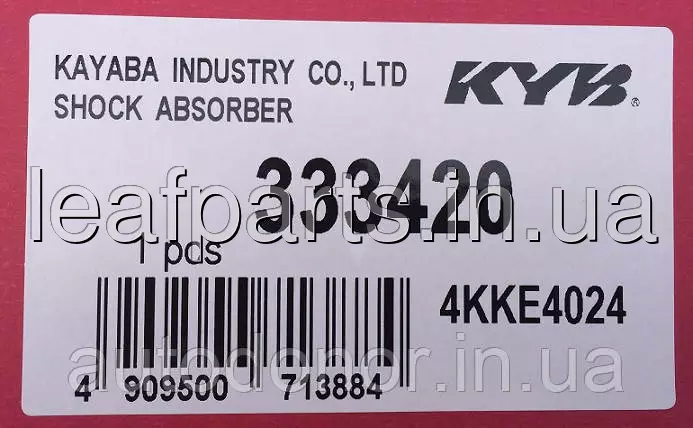 KAYABA INDUSTRY CO., LTD
SHOCK ABSORBER
KYB®
333420
leafparts.in.ua
1 pds
4KKE4024
autodonor.in.ua
4 909500 713884